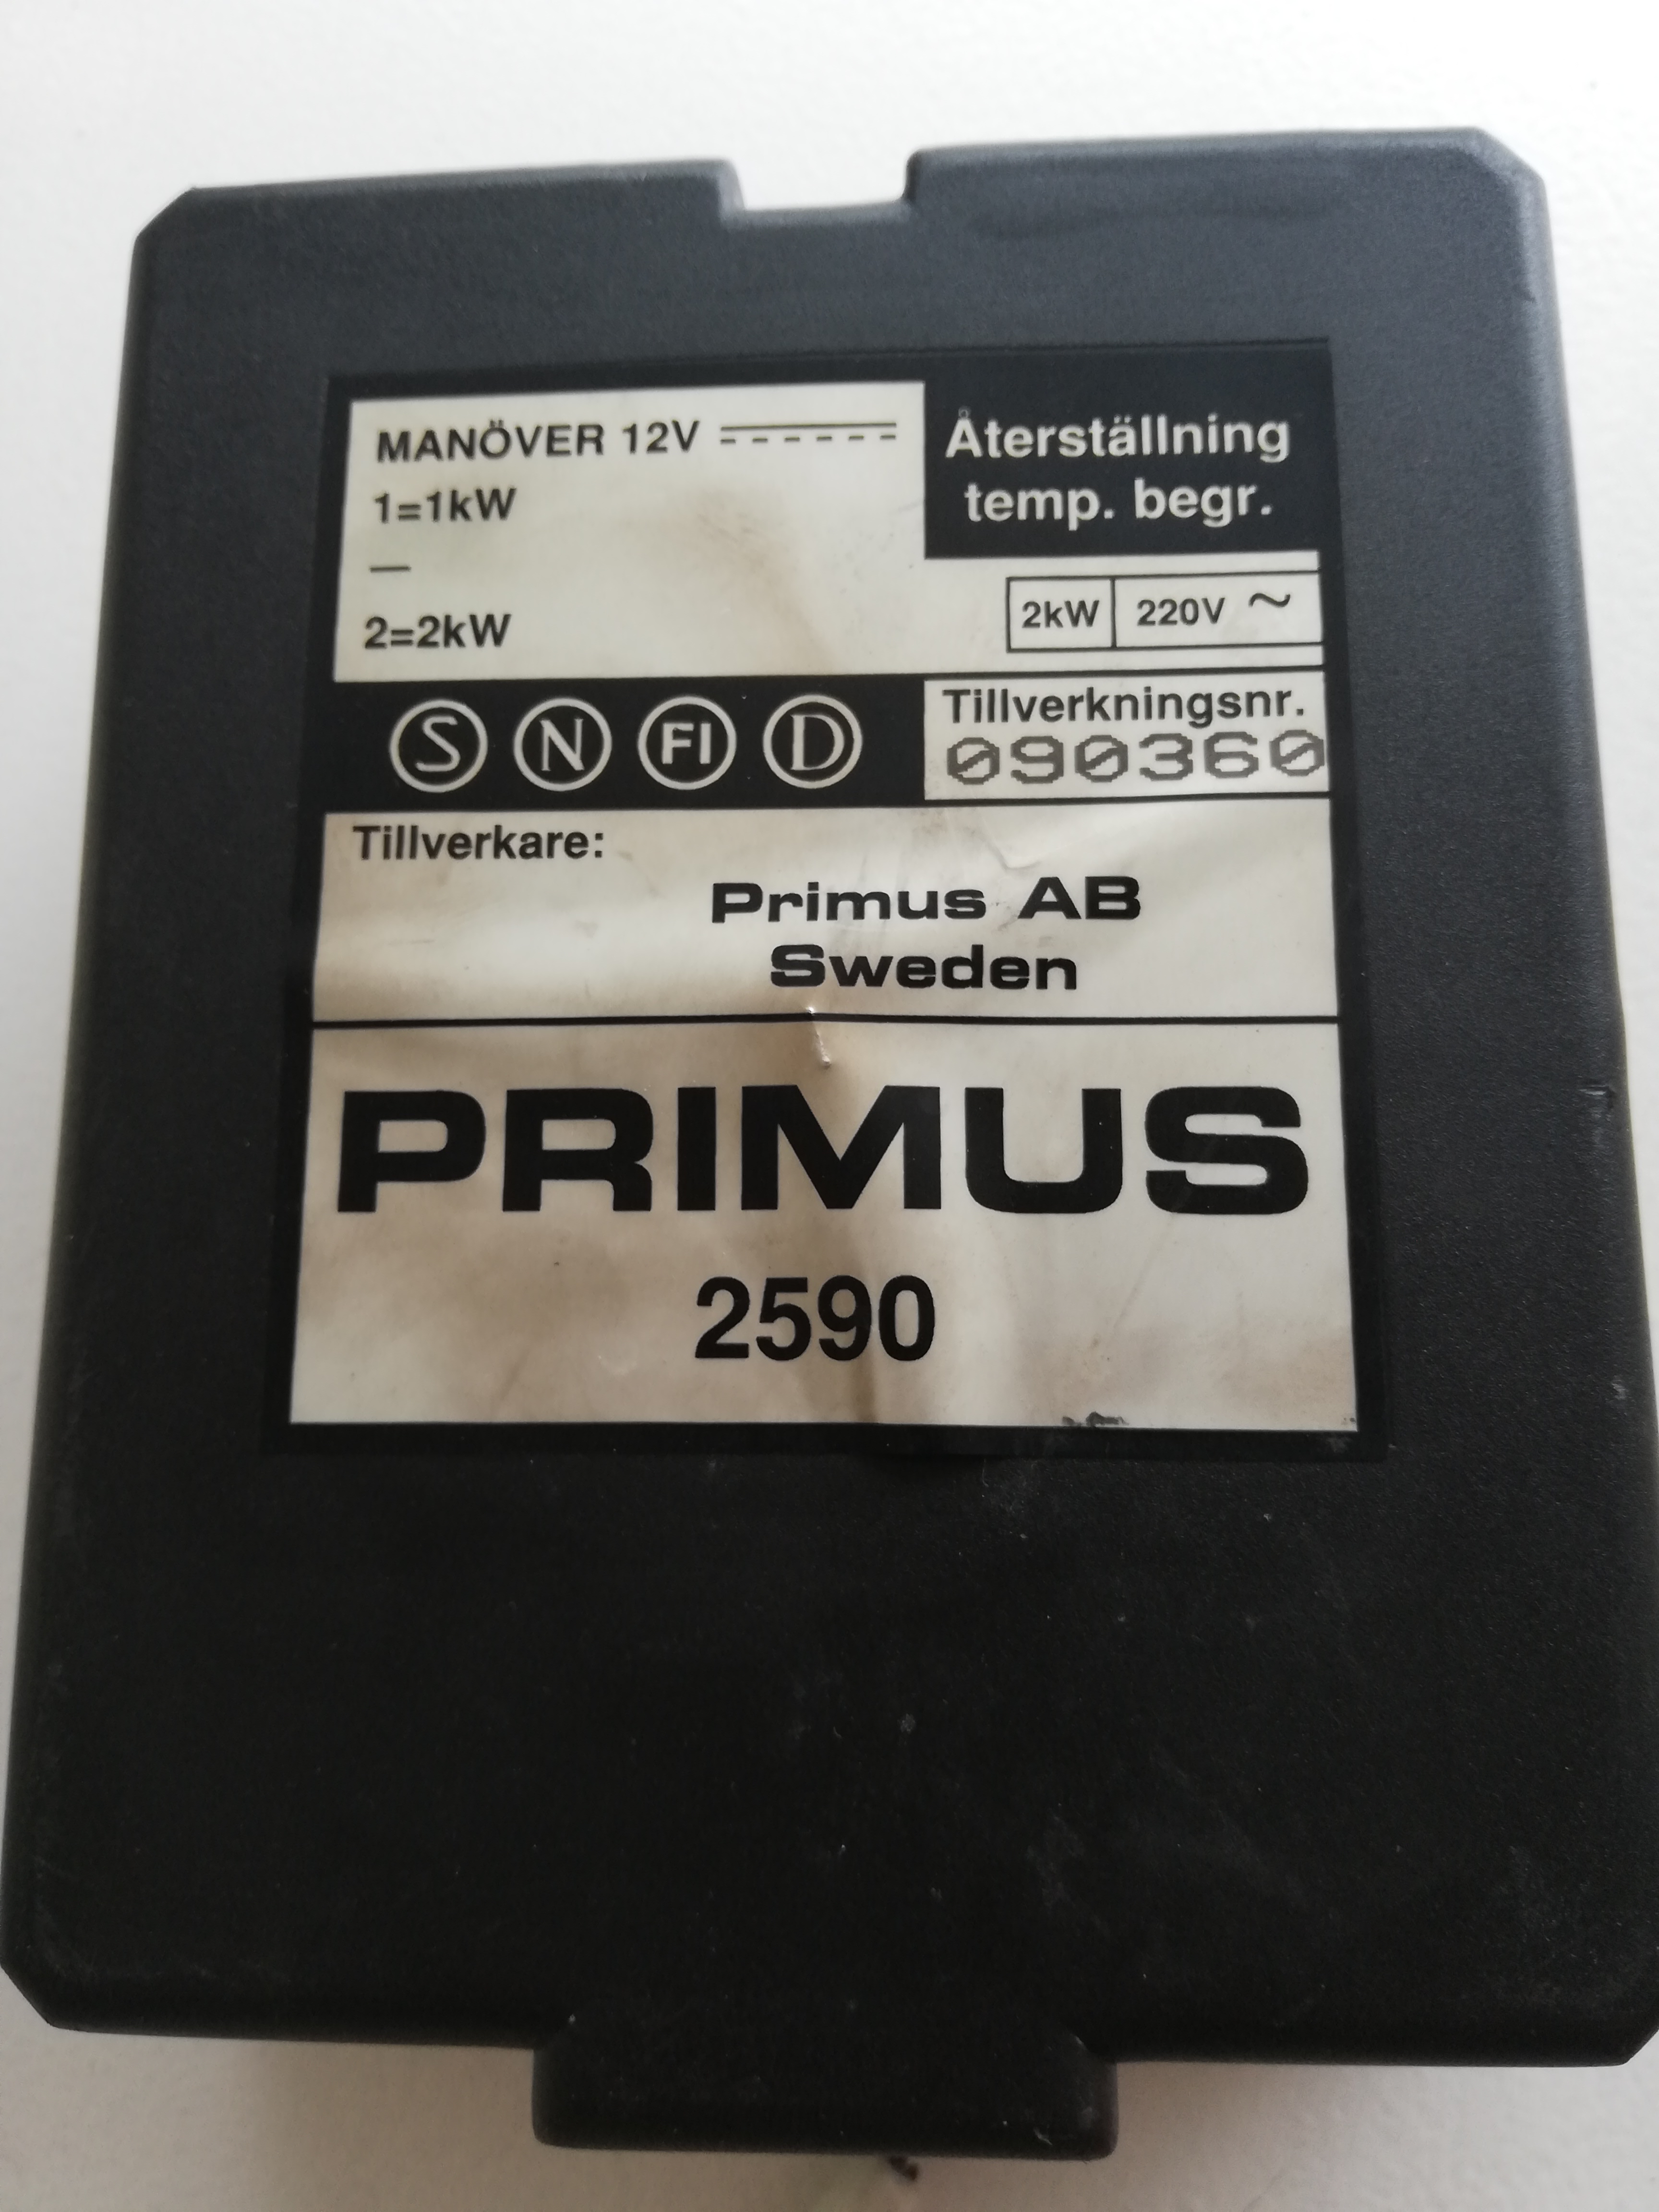 MANÖVER 12V
1=1kW
—
2=2kW
Återställning
temp. begr.
2kW 220V ~
S N FI D
Tillverkningsnr.
090360
Tillverkare:
Primus AB
Sweden
PRIMUS
2590